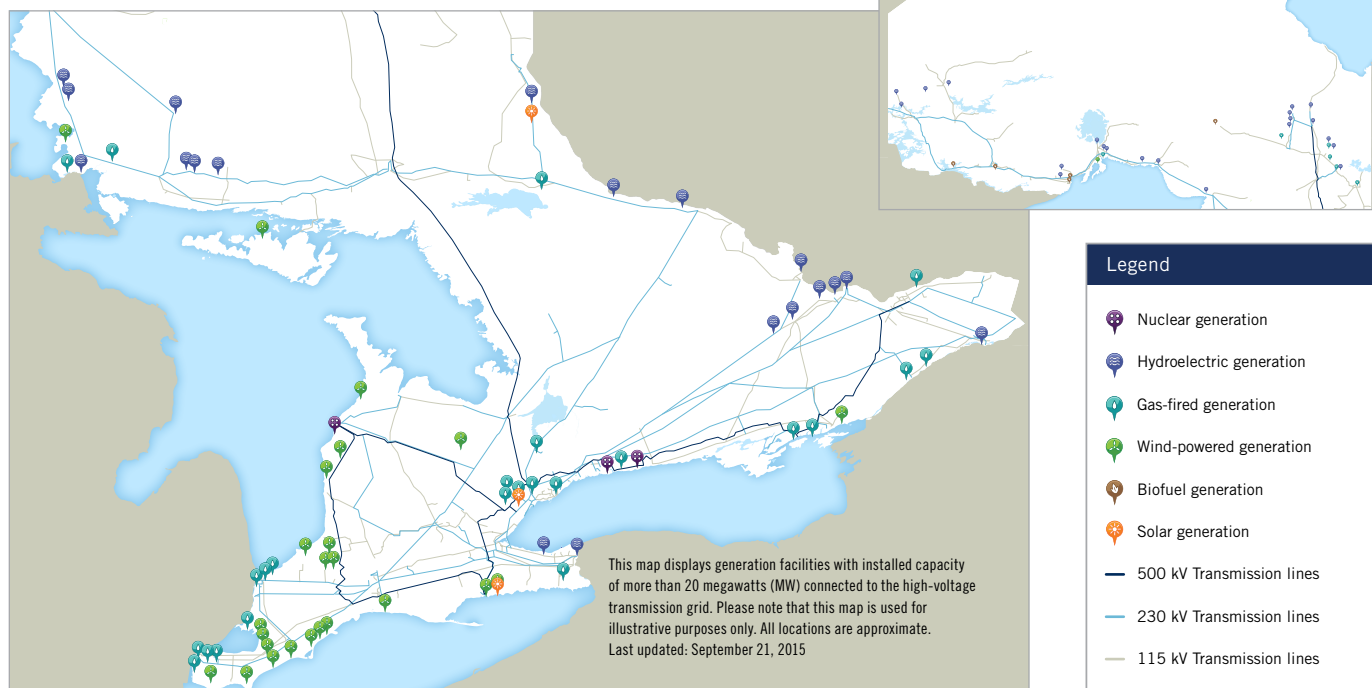 Legend
Nuclear generation
Hydroelectric generation
Gas-fired generation
Wind-powered generation
Biofuel generation
Solar generation
500 kV Transmission lines
230 kV Transmission lines
115 kV Transmission lines
This map displays generation facilities with installed capacity
of more than 20 megawatts (MW) connected to the high-voltage
transmission grid. Please note that this map is used for
illustrative purposes only. All locations are approximate.
Last updated: September 21, 2015